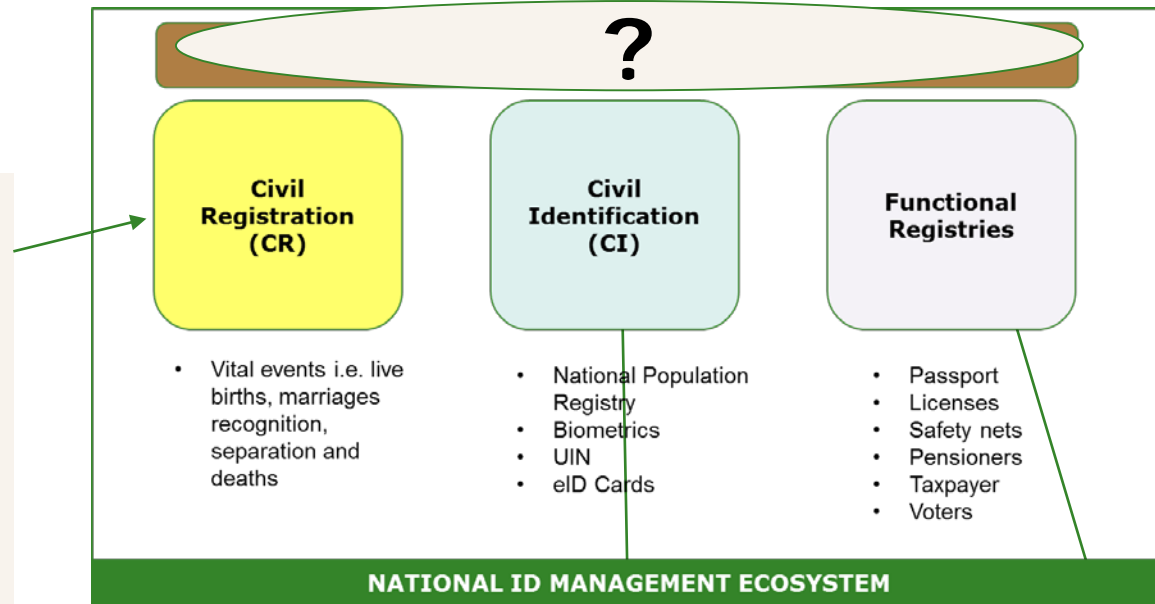 ?
Civil
Registration
(CR)
Civil
Identification
(CI)
Functional
Registries
• Vital events i.e. live
births, marriages
recognition,
separation and
deaths
• National Population
Registry
• Biometrics
• UIN
• eID Cards
• Passport
• Licenses
• Safety nets
• Pensioners
• Taxpayer
• Voters
NATIONAL ID MANAGEMENT ECOSYSTEM